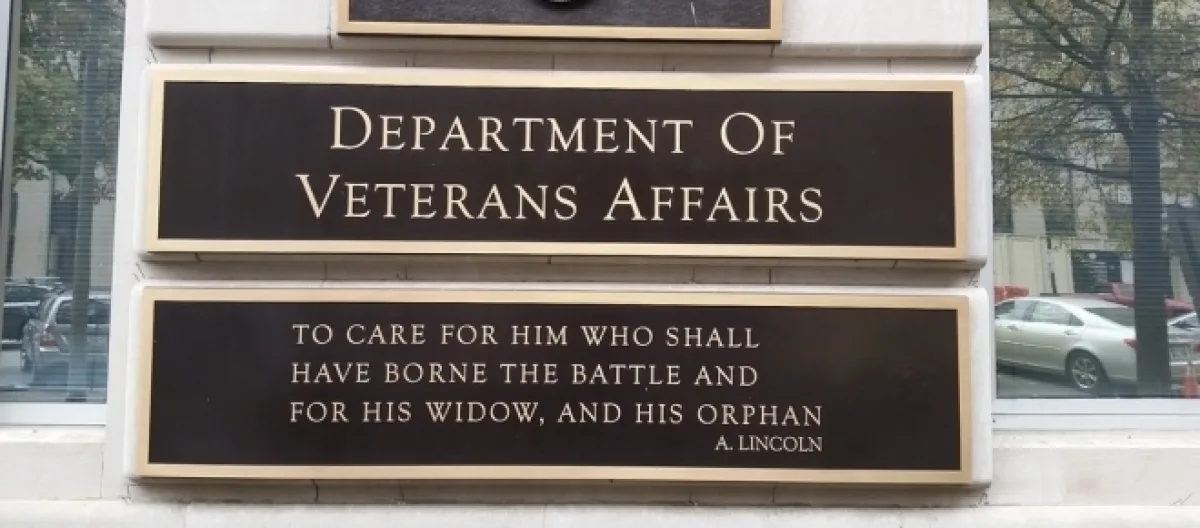 DEPARTMENT OF
VETERANS AFFAIRS
TO CARE FOR HIM WHO SHALL
HAVE BORNE THE BATTLE AND
FOR HIS WIDOW, AND HIS ORPHAN
A. LINCOLN